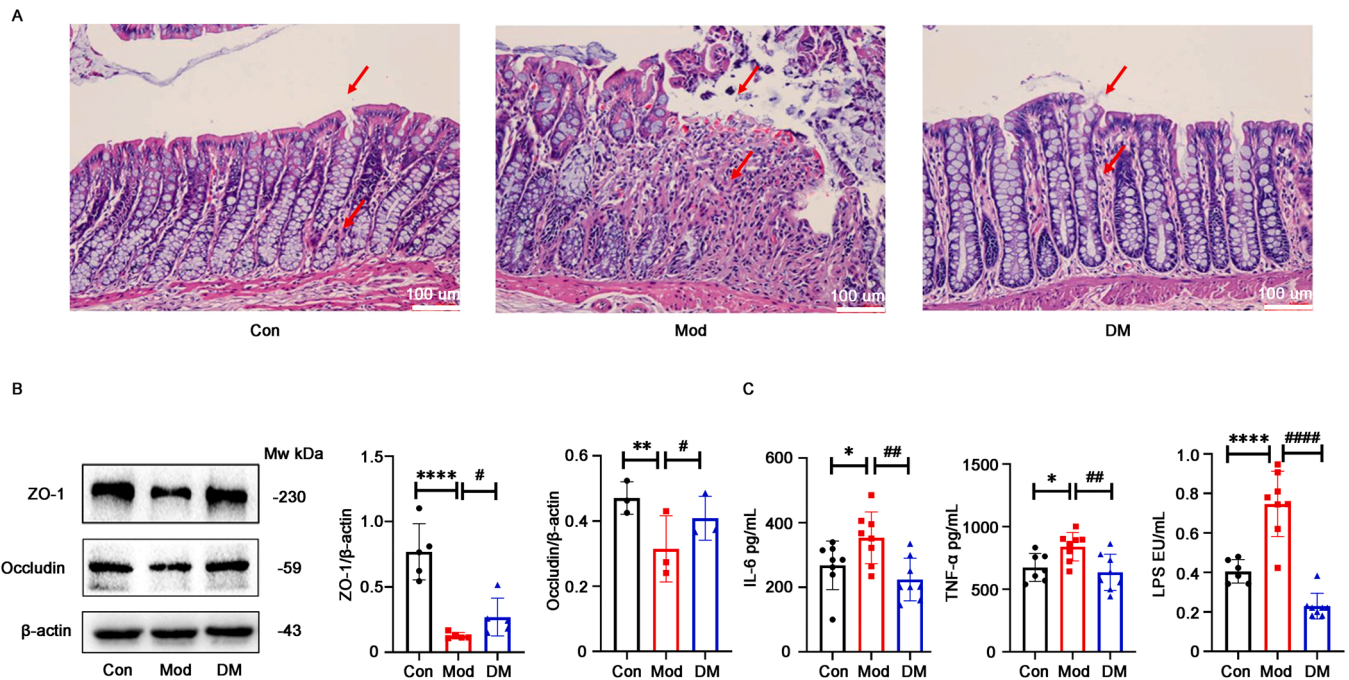 A
100 um
100 um
100 um
Con
Mod
DM
B
Mw kDa
ZO-1
-230
Occludin
-59
β-actin
-43
Con Mod DM
ZO-1/β-actin
1.5
1.0
0.5
0
**** #
Con Mod DM
Occludin/β-actin
0.6
0.4
0.2
0
** #
Con Mod DM
C
IL-6 pg/mL
600
400
200
0
* ##
Con Mod DM
TNF-α pg/mL
1500
1000
500
0
* ##
Con Mod DM
LPS EU/mL
1.0
0.8
0.6
0.4
0.2
0
**** ####
Con Mod DM